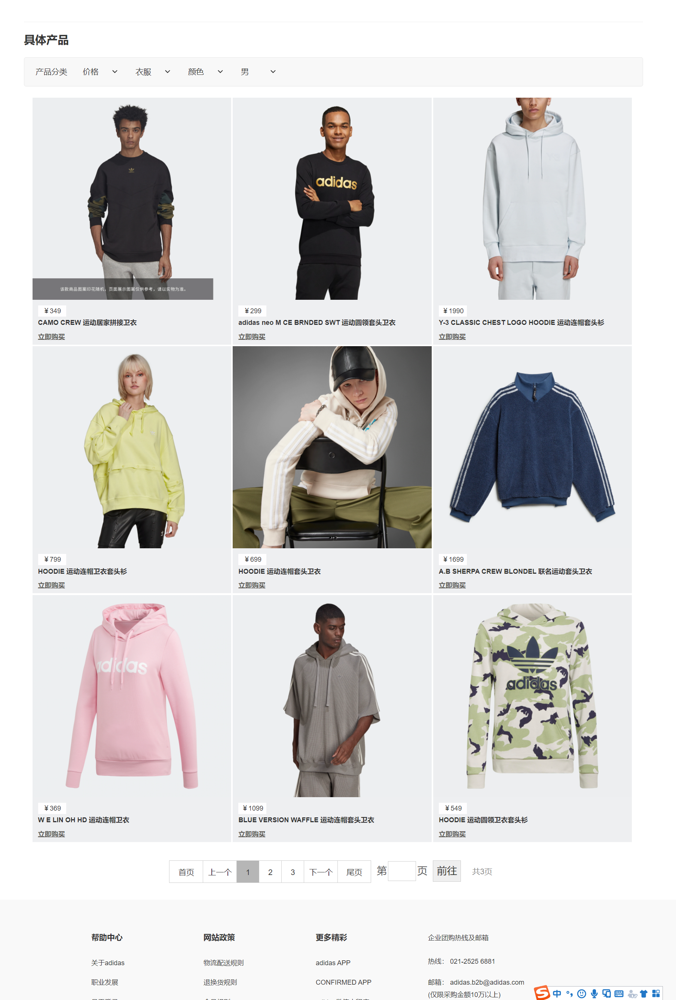 具体产品
产品分类 价格 衣服 颜色 男
adidas
该款商品图案印花随机，页面展示图案仅供参考，请以实物为准。
¥ 349 ¥ 299 ¥ 1990
CAMO CREW 运动居家拼接卫衣 adidas neo M CE BRNDED SWT 运动圆领套头卫衣 Y-3 CLASSIC CHEST LOGO HOODIE 运动连帽套头衫
立即购买 立即购买 立即购买
¥ 799 ¥ 699 ¥ 1699
HOODIE 运动连帽卫衣套头衫 HOODIE 运动连帽套头卫衣 A.B SHERPA CREW BLONDEL 联名运动套头卫衣
立即购买 立即购买 立即购买
adidas adidas
¥ 369 ¥ 1099 ¥ 549
W E LIN OH HD 运动连帽卫衣 BLUE VERSION WAFFLE 运动连帽套头卫衣 HOODIE 运动圆领卫衣套头衫
立即购买 立即购买 立即购买
首页 上一个 1 2 3 下一个 尾页 第 页 前往 共3页
帮助中心 网站政策 更多精彩 企业团购热钱及邮箱
关于adidas 物流配送规则 adidas APP 热线： 021-2525 6881
职业发展 退换货规则 CONFIRMED APP 邮箱： adidas.b2b@adidas.com
(仅限采购金额10万以上)
中